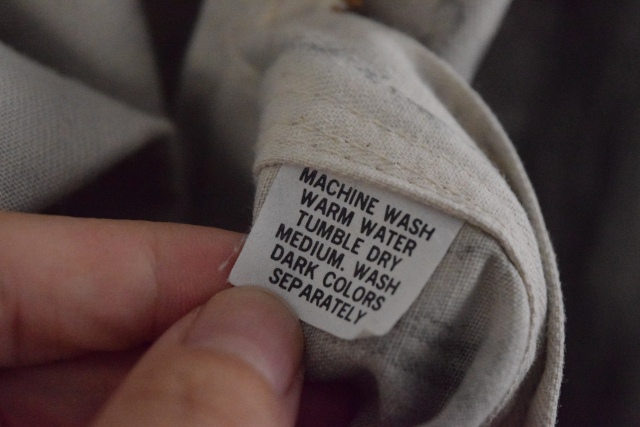 MACHINE WASH
WARM WATER
TUMBLE DRY
MEDIUM. WASH
DARK COLORS
SEPARATELY